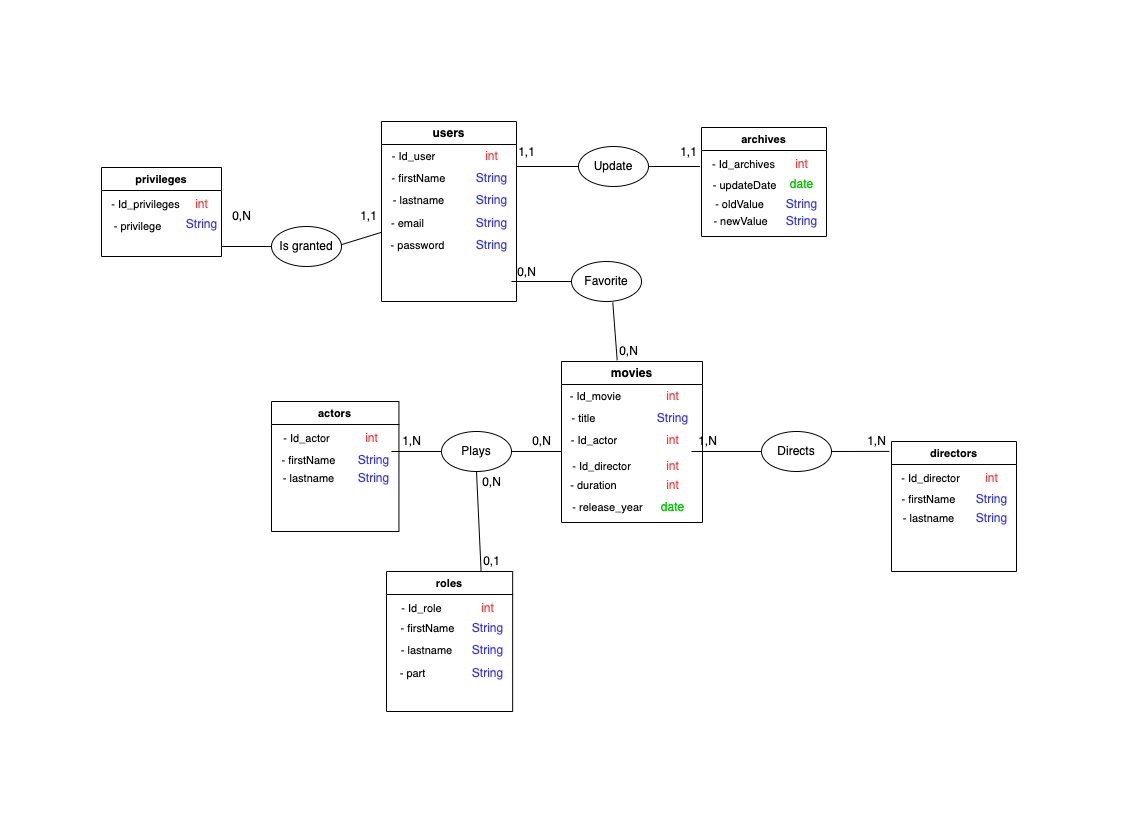 users
- Id_user int
- firstName String
- lastname String
- email String
- password String
1,1
Update
1,1
archives
- Id_archives int
- updateDate date
- oldValue String
- newValue String
privileges
- Id_privileges int
- privilege String
0,N
Is granted
1,1
0,N
Favorite
0,N
movies
- Id_movie int
- title String
- Id_actor int
- Id_director int
- duration int
- release_year date
actors
- Id_actor int
- firstName String
- lastname String
1,N
Plays
0,N
1,N
Directs
1,N
directors
- Id_director int
- firstName String
- lastname String
0,N
0,1
roles
- Id_role int
- firstName String
- lastname String
- part String